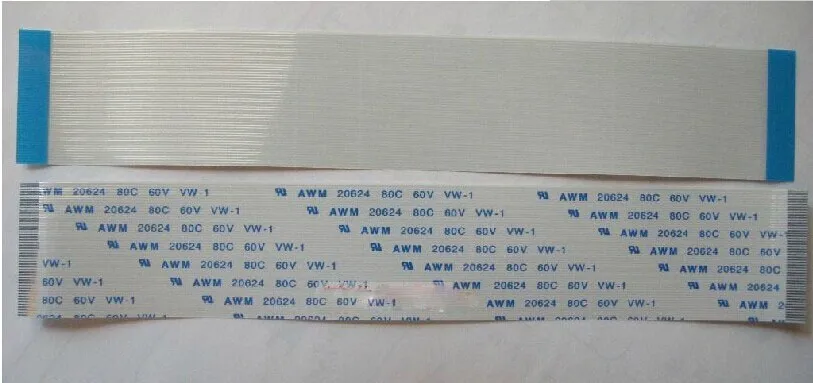 AWM 20624 80C 60V VW-1 AWM 20624 80C 60V VW-1 AWM 20624 80C 60V VW-1
AWM 20624 80C 60V VW-1 AWM 20624 80C 60V VW-1 AWM 20624 80C 60V VW-1
AWM 20624 80C 60V VW-1 AWM 20624 80C 60V VW-1 AWM 20624 80C 60V VW-1
AWM 20624 80C 60V VW-1 AWM 20624 80C 60V VW-1 AWM 20624 80C 60V
VW-1 AWM 20624 80C 60V VW-1 AWM 20624 80C 60V VW-1 AWM 20624 80C
60V VW-1 AWM 20624 80C 60V VW-1 AWM 20624 80C 60V VW-1 AWM 20624
80C 60V VW-1 AWM 20624 80C 60V VW-1 AWM 20624 80C 60V VW-1 AWM